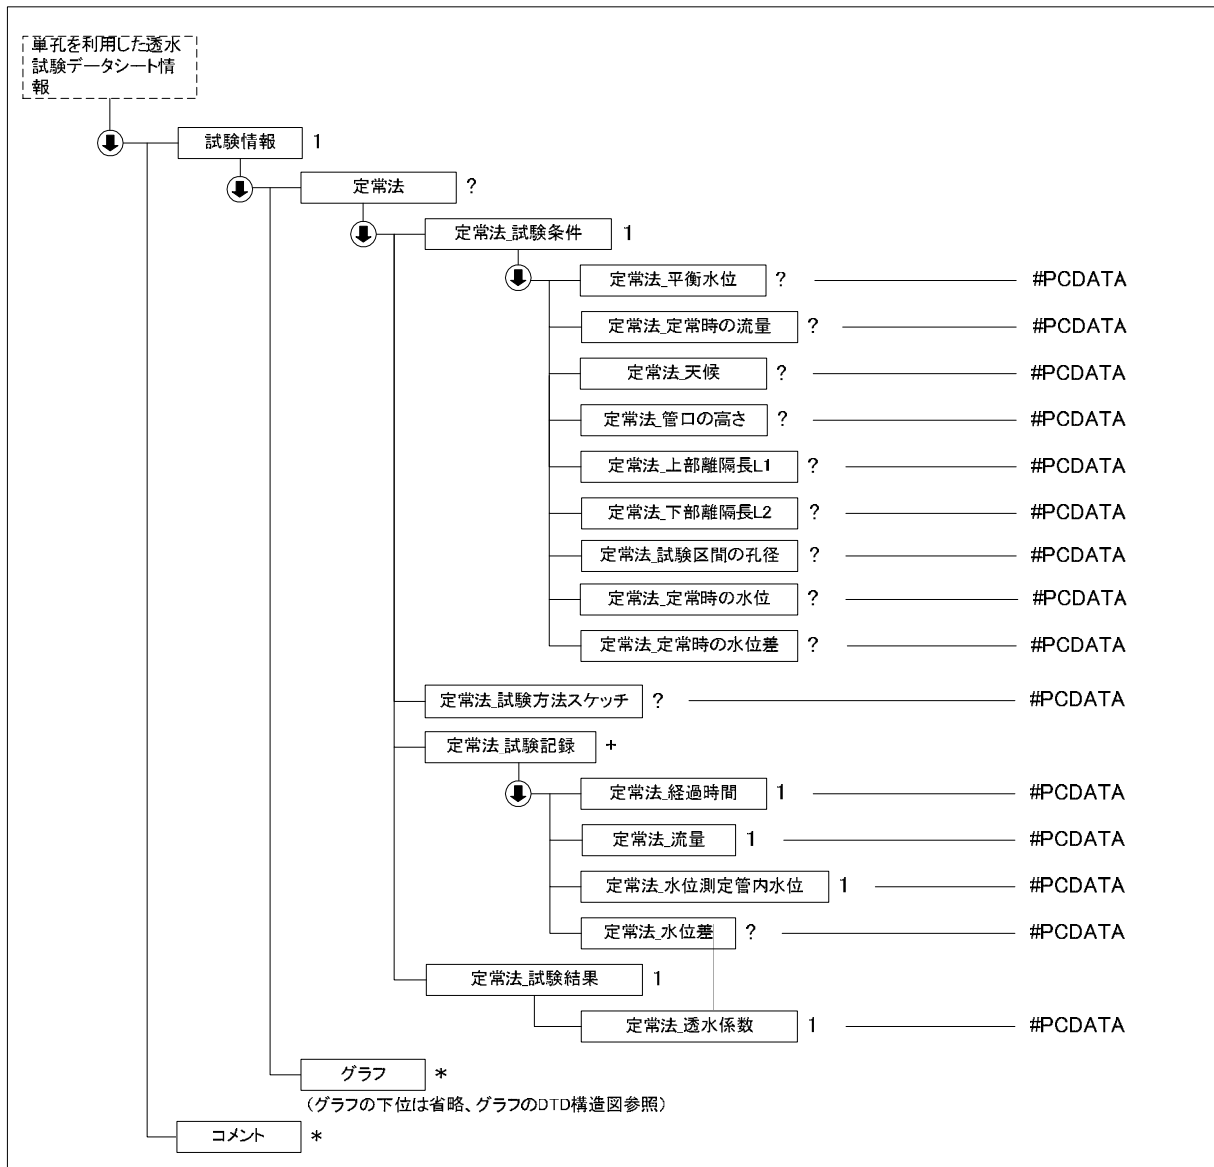 単孔を利用した透水
試験データシート情
報
試験情報 1
定常法 ?
定常法_試験条件 1
定常法_平衡水位 ? #PCDATA
定常法_定常時の流量 ? #PCDATA
定常法_天候 ? #PCDATA
定常法_管口の高さ ? #PCDATA
定常法_上部離隔長L1 ? #PCDATA
定常法_下部離隔長L2 ? #PCDATA
定常法_試験区間の孔径 ? #PCDATA
定常法_定常時の水位 ? #PCDATA
定常法_定常時の水位差 ? #PCDATA
定常法_試験方法スケッチ ? #PCDATA
定常法_試験記録 +
定常法_経過時間 1 #PCDATA
定常法_流量 1 #PCDATA
定常法_水位測定管内水位 1 #PCDATA
定常法_水位差 ? #PCDATA
定常法_試験結果 1
定常法_透水係数 1 #PCDATA
グラフ *
（グラフの下位は省略、グラフのDTD構造図参照）
コメント *